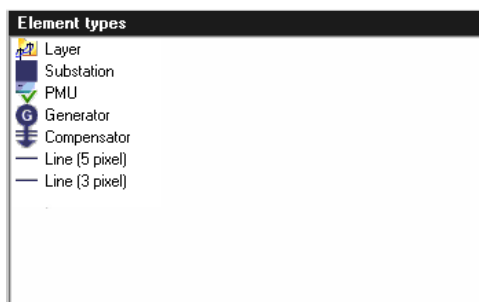 Element types
Layer
Substation
PMU
G Generator
Compensator
Line (5 pixel)
Line (3 pixel)